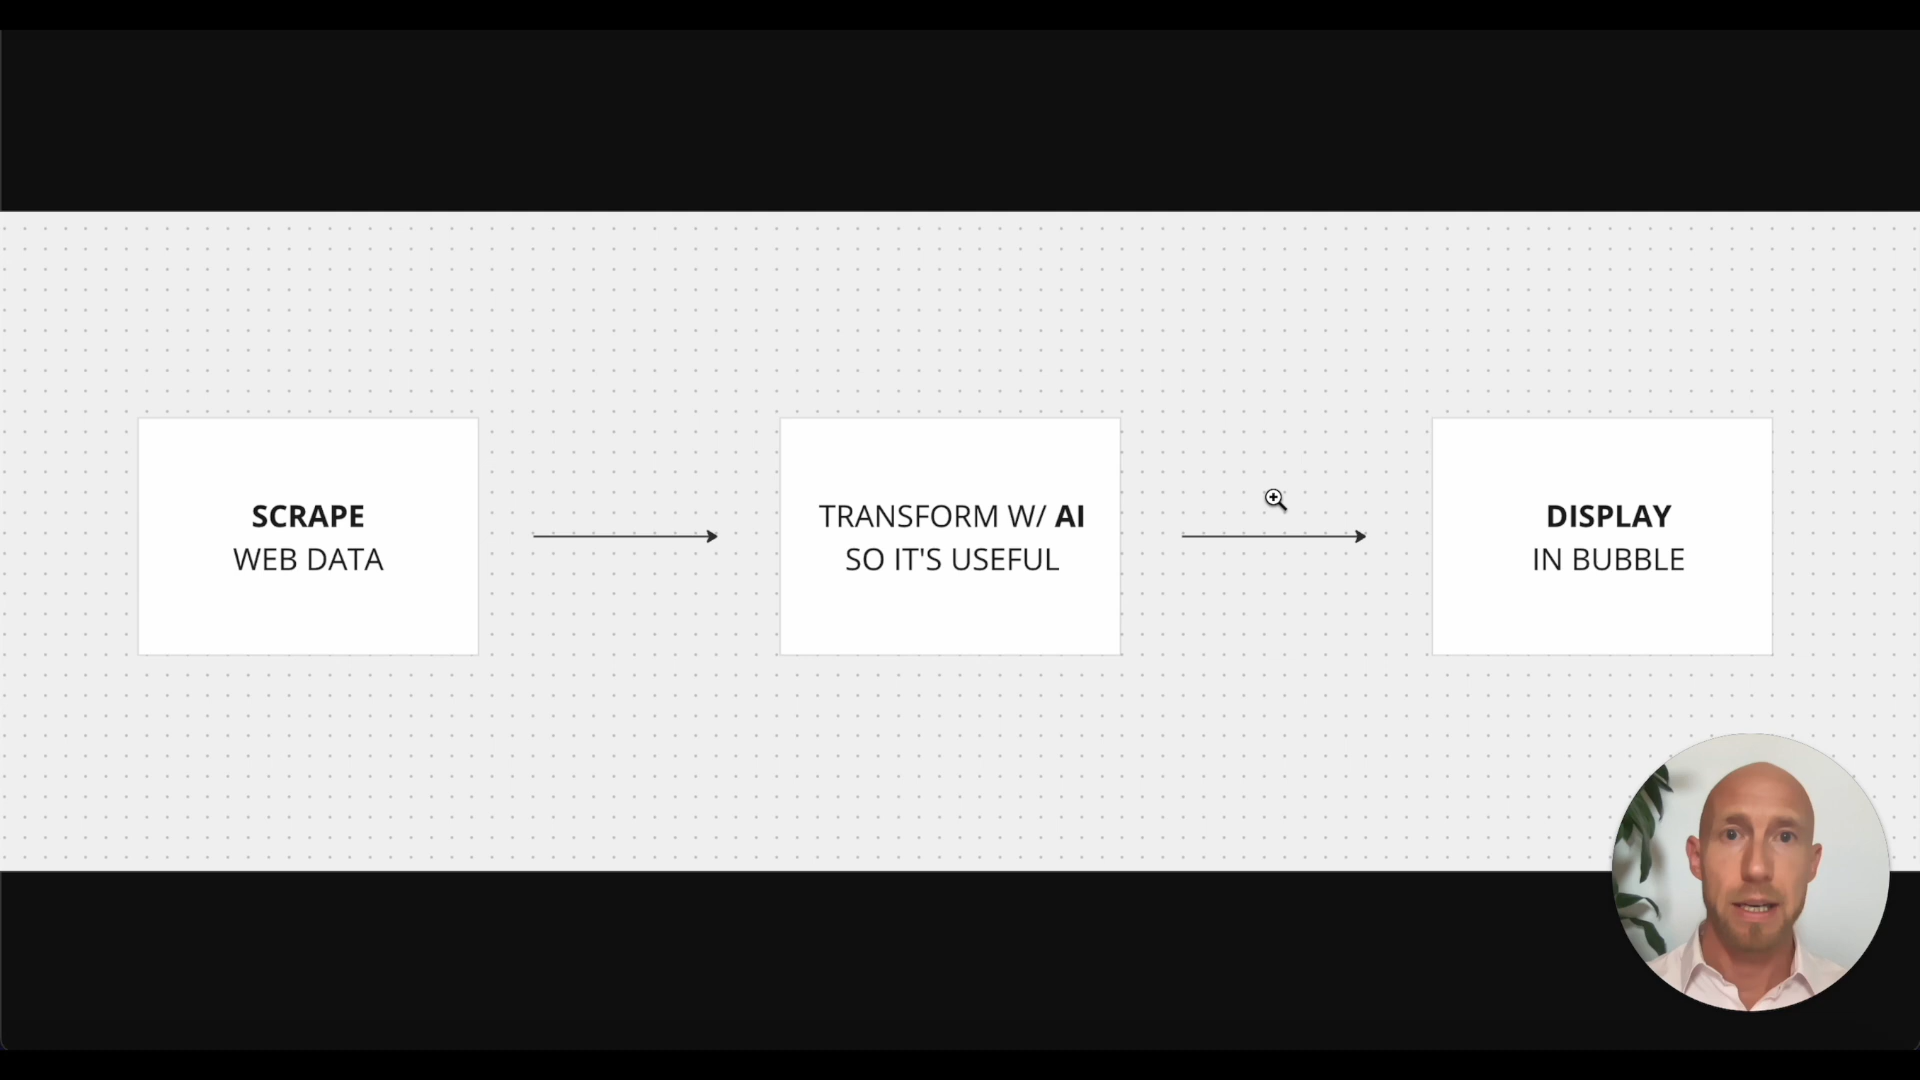 SCRAPE
WEB DATA
TRANSFORM W/ AI
SO IT'S USEFUL
DISPLAY
IN BUBBLE